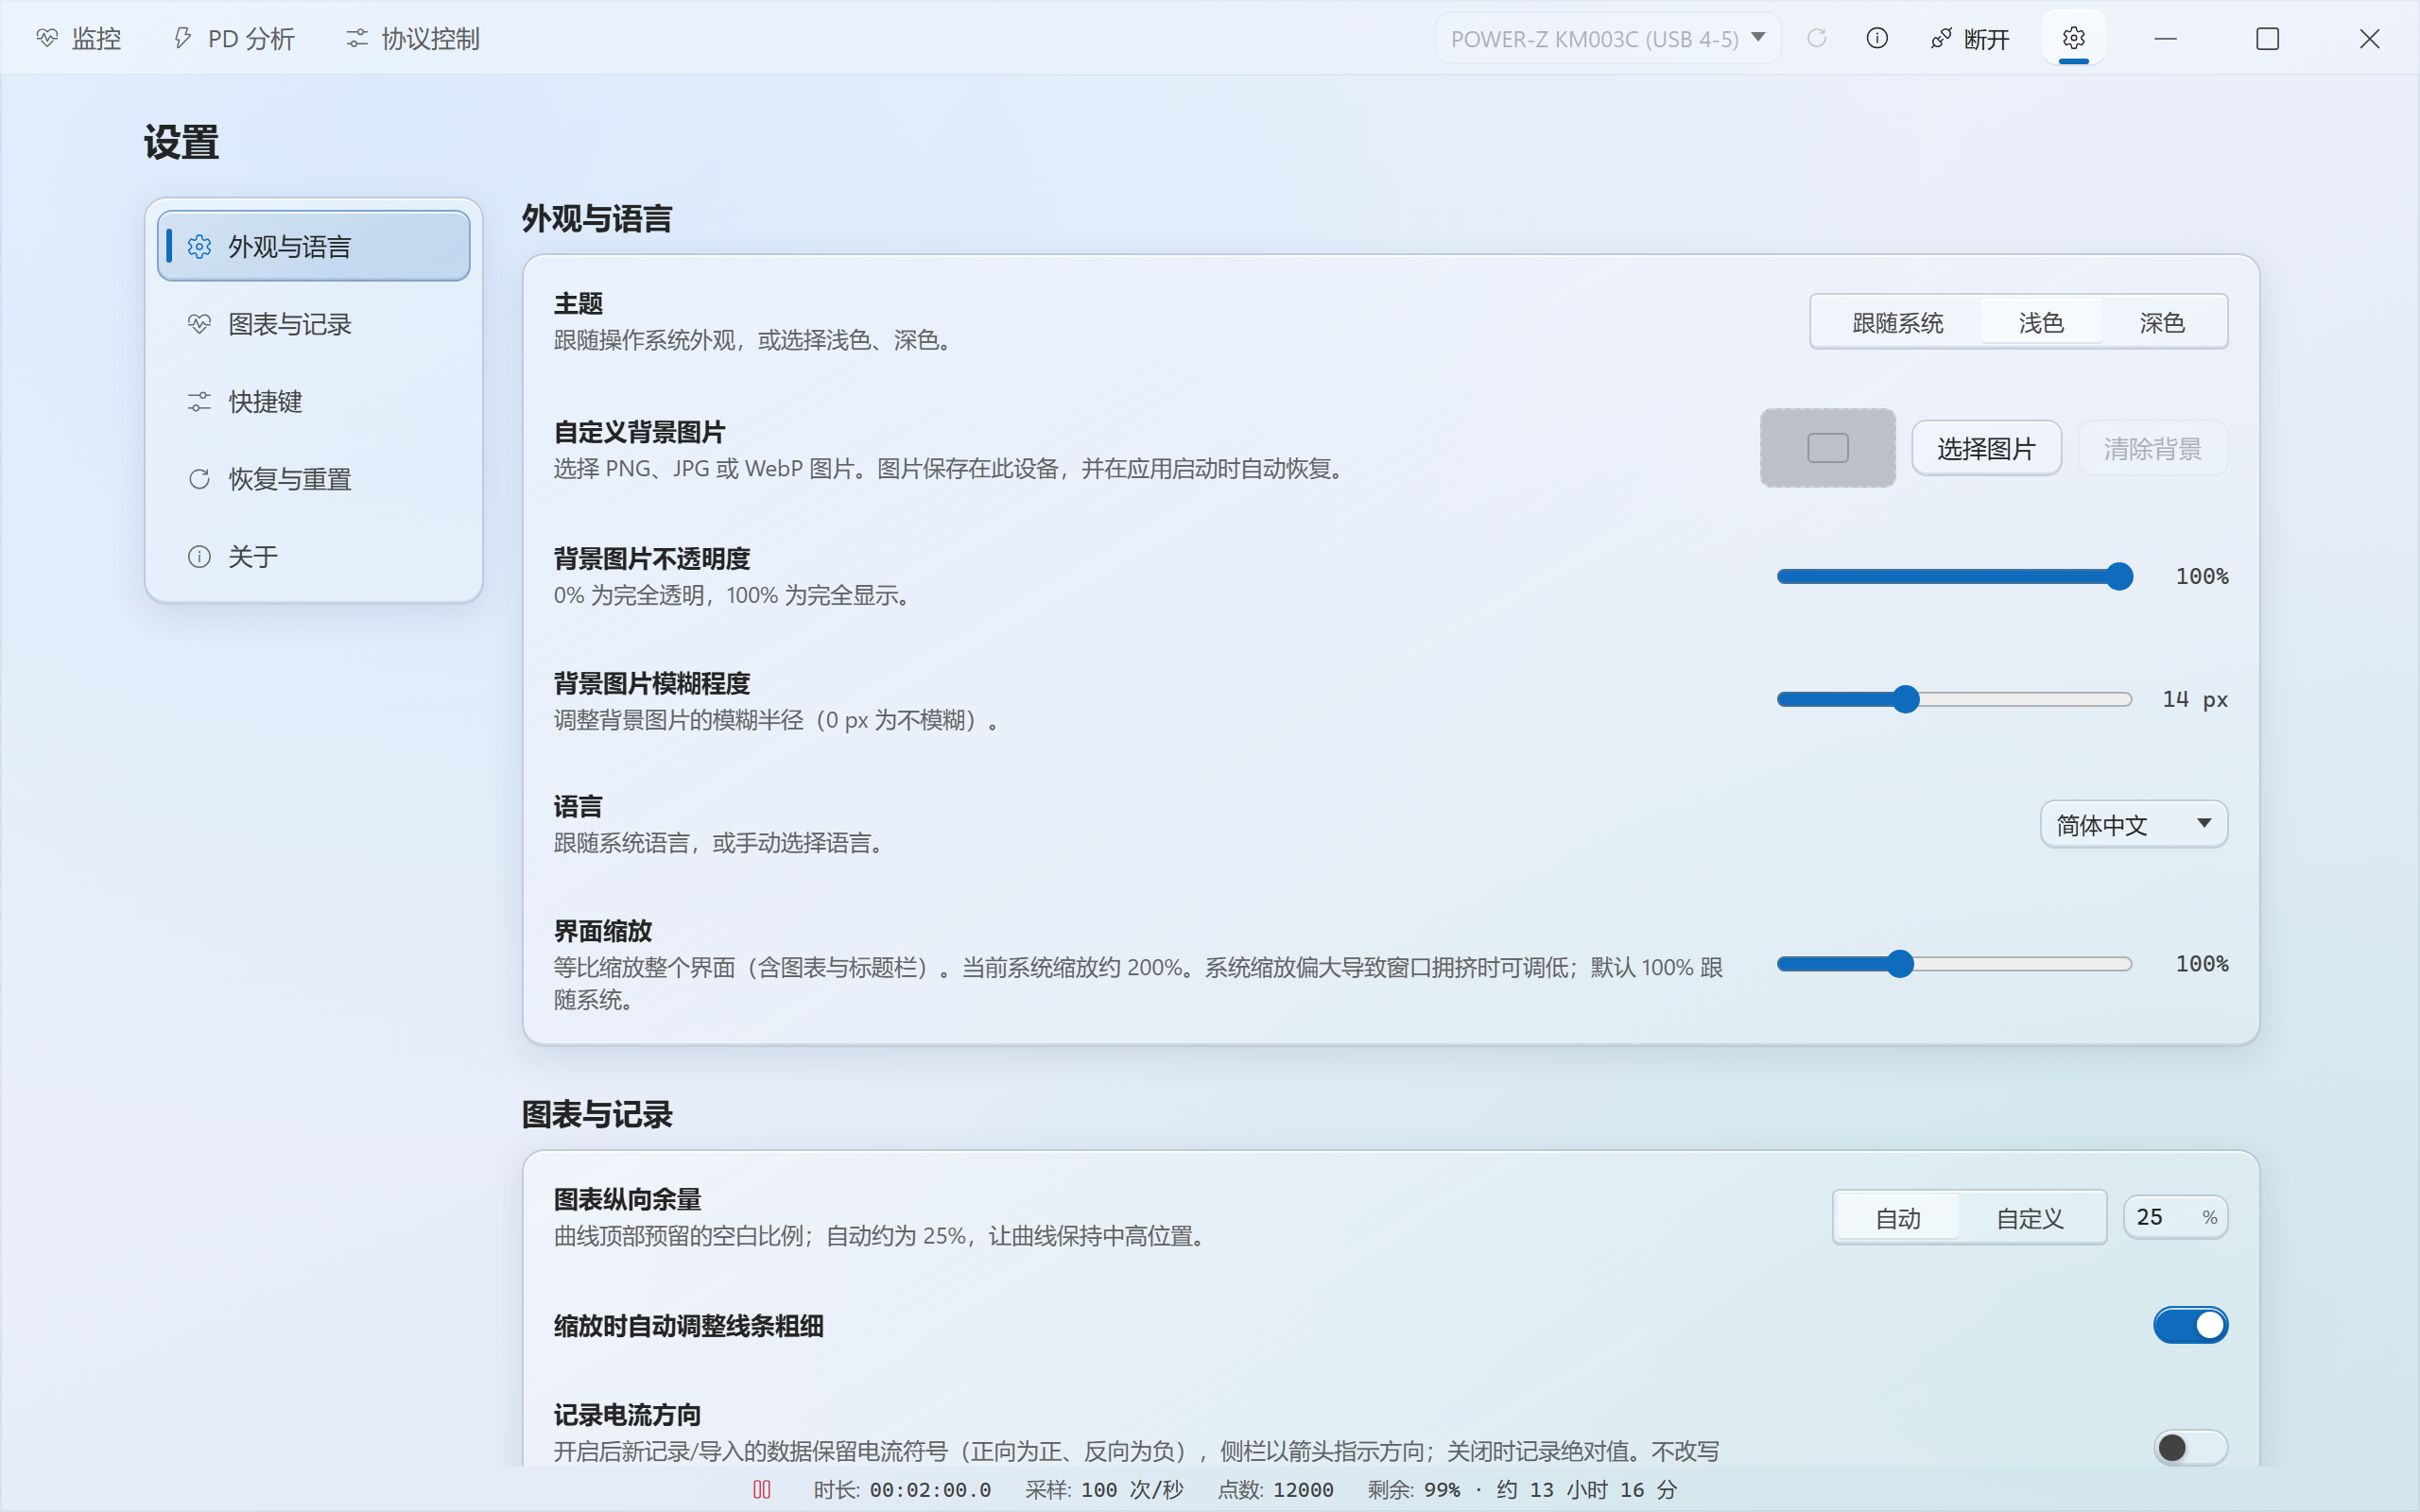 监控
PD 分析
协议控制
POWER-Z KM003C (USB 4-5)
断开
设置
外观与语言
图表与记录
快捷键
恢复与重置
关于
外观与语言
主题
跟随操作系统外观，或选择浅色、深色。
跟随系统
浅色
深色
自定义背景图片
选择 PNG、JPG 或 WebP 图片。图片保存在此设备，并在应用启动时自动恢复。
选择图片
清除背景
背景图片不透明度
0% 为完全透明，100% 为完全显示。
100%
背景图片模糊程度
调整背景图片的模糊半径（0 px 为不模糊）。
14 px
语言
跟随系统语言，或手动选择语言。
简体中文
界面缩放
等比缩放整个界面（含图表与标题栏）。当前系统缩放约 200%。系统缩放偏大导致窗口拥挤时可调低；默认 100% 跟
随系统。
100%
图表与记录
图表纵向余量
曲线顶部预留的空白比例；自动约为 25%，让曲线保持中高位置。
自动
自定义
25 %
缩放时自动调整线条粗细
记录电流方向
开启后新记录/导入的数据保留电流符号（正向为正、反向为负），侧栏以箭头指示方向；关闭时记录绝对值。不改写
时长: 00:02:00.0
采样: 100 次/秒
点数: 12000
剩余: 99% · 约 13 小时 16 分